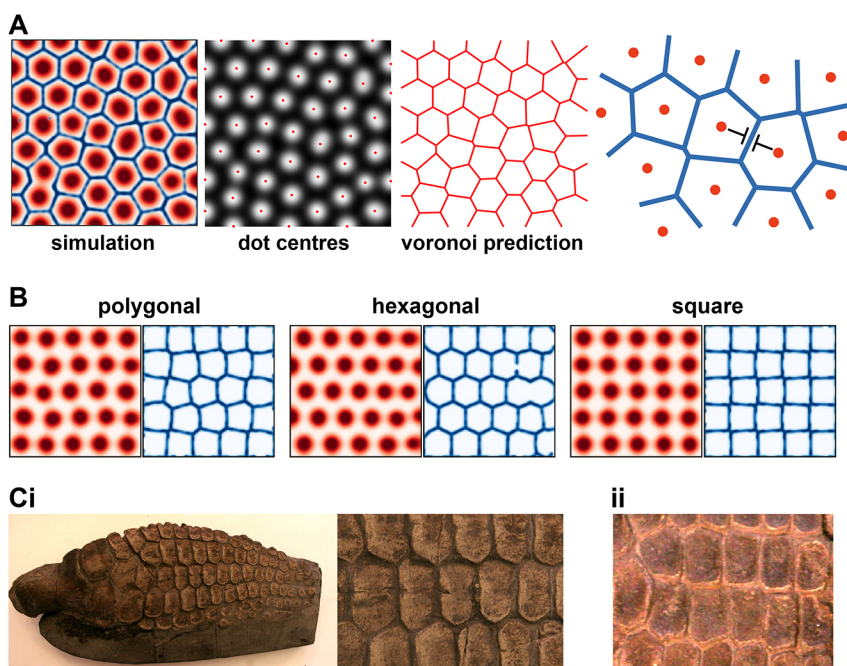 A
simulation
dot centres
voronoi prediction
B
polygonal
hexagonal
square
Ci
ii